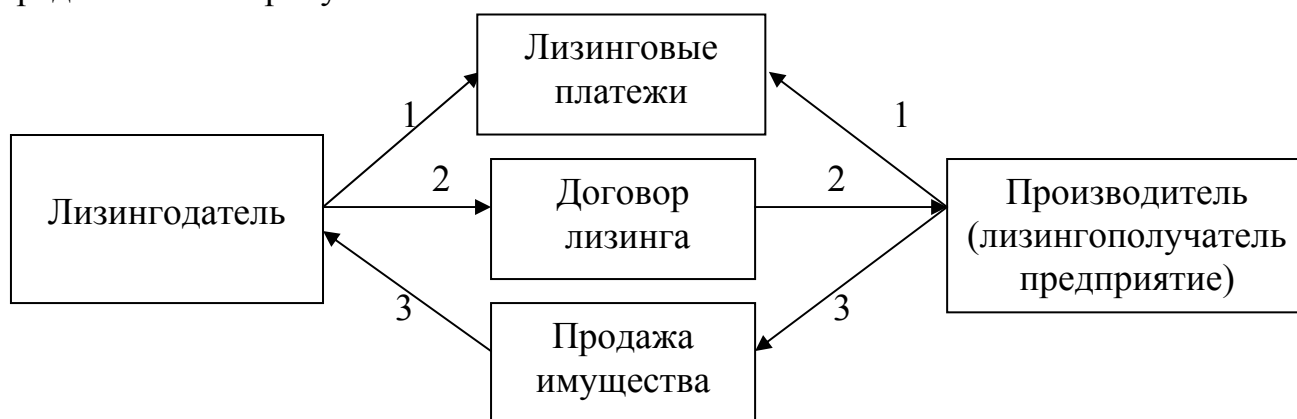 Лизинговые
платежи
1
1
Лизингодатель
2
Договор
лизинга
2
Производитель
(лизингополучатель
предприятие)
3
Продажа
имущества
3